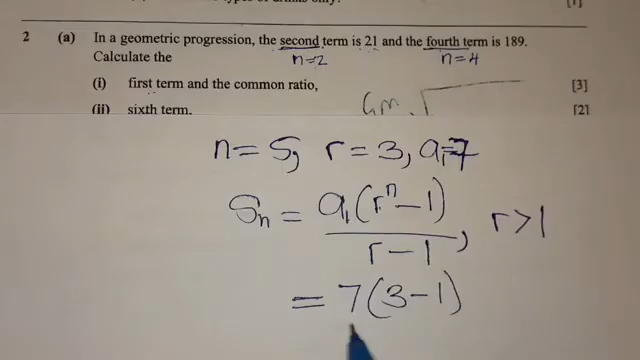 [1]
2 (a) In a geometric progression, the second term is 21 and the fourth term is 189.
Calculate the n=2 n=4
(i) first term and the common ratio, [3]
(ii) sixth term. [2]
n = 5, r = 3, a₁=7
Sₙ = a₁(rⁿ - 1) / r - 1, r > 1
= 7(3 - 1)